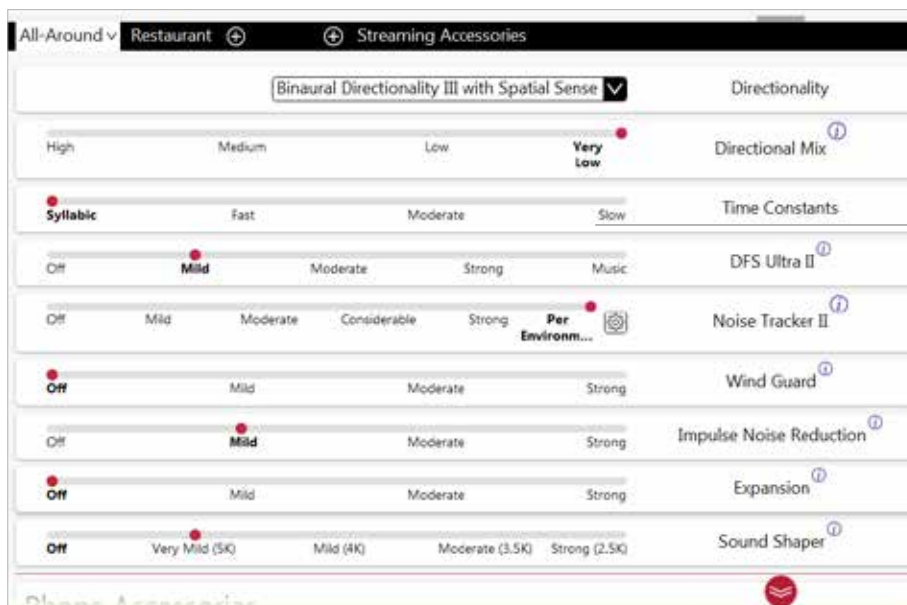 All-Around Restaurant Streaming Accessories
Binaural Directionality III with Spatial Sense Directionality
High Medium Low Very Low Directional Mix
Syllabic Fast Moderate Slow Time Constants
Off Mild Moderate Strong Music DFS Ultra II
Off Mild Moderate Considerable Strong Per Environm... Noise Tracker II
Off Mild Moderate Strong Wind Guard
Off Mild Moderate Strong Impulse Noise Reduction
Off Mild Moderate Strong Expansion
Off Very Mild (5K) Mild (4K) Moderate (3.5K) Strong (2.5K) Sound Shaper